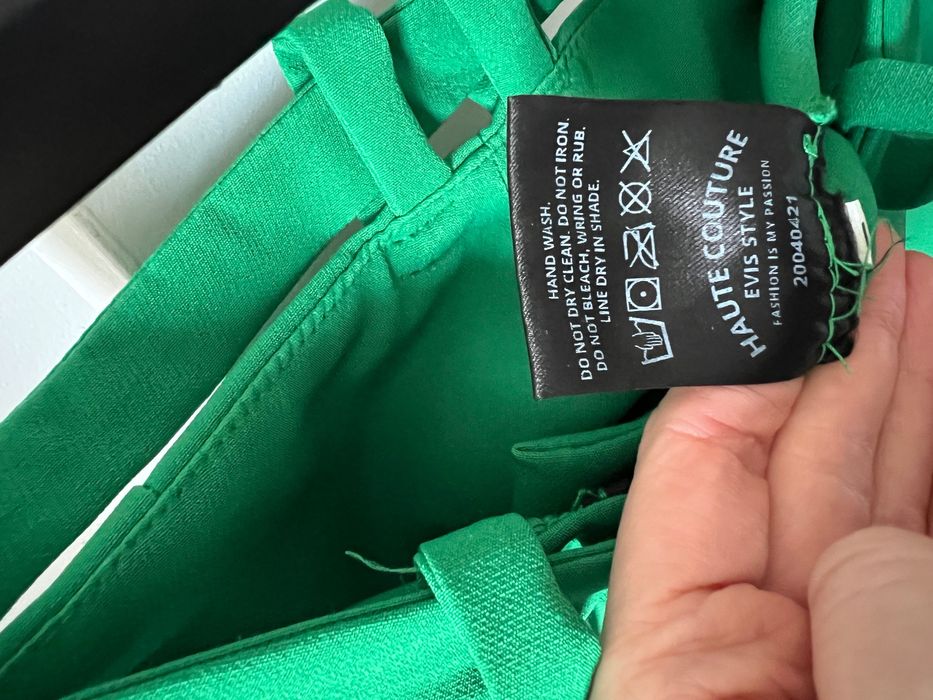 HAND WASH.
DO NOT DRY CLEAN. DO NOT IRON.
DO NOT BLEACH, WRING OR RUB.
LINE DRY IN SHADE.
HAUTE COUTURE
EVIS STYLE
FASHION IS MY PASSION
20040421